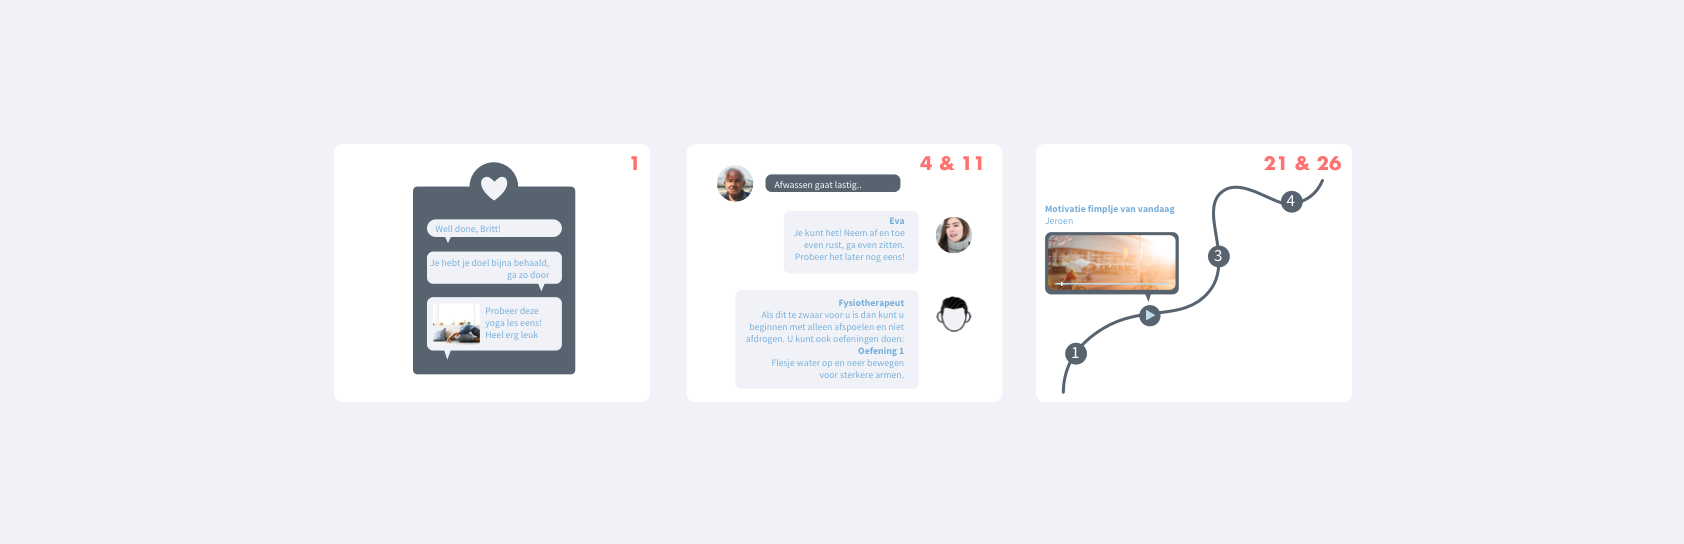 1
Well done, Britt!
Je hebt je doel bijna behaald,
ga zo door
Probeer deze
yoga les eens!
Heel erg leuk
4 & 11
Afwassen gaat lastig..
Eva
Je kunt het! Neem af en toe
even rust, ga even zitten.
Probeer het later nog eens!
Fysiotherapeut
Als dit te zwaar voor u is dan kunt u
beginnen met alleen afspoelen en niet
afdrogen. U kunt ook oefeningen doen:
Oefening 1
Flesje water op en neer bewegen
voor sterkere armen.
21 & 26
Motivatie fimplje van vandaag
Jeroen
4
3
1